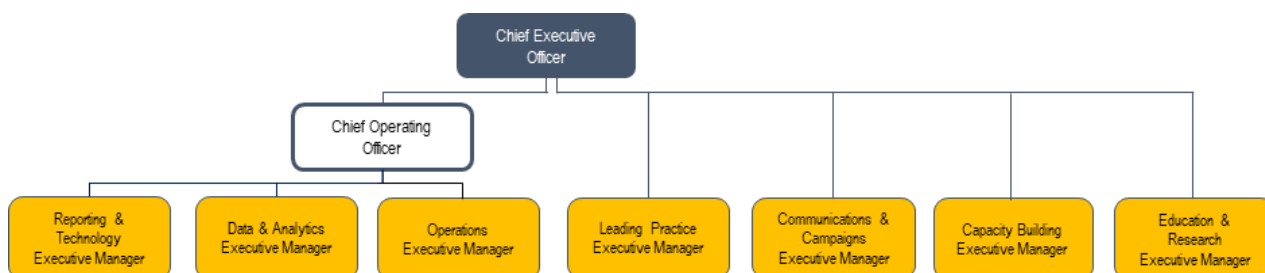 Chief Executive
Officer
Chief Operating
Officer
Reporting &
Technology
Executive Manager
Data & Analytics
Executive Manager
Operations
Executive Manager
Leading Practice
Executive Manager
Communications &
Campaigns
Executive Manager
Capacity Building
Executive Manager
Education &
Research
Executive Manager